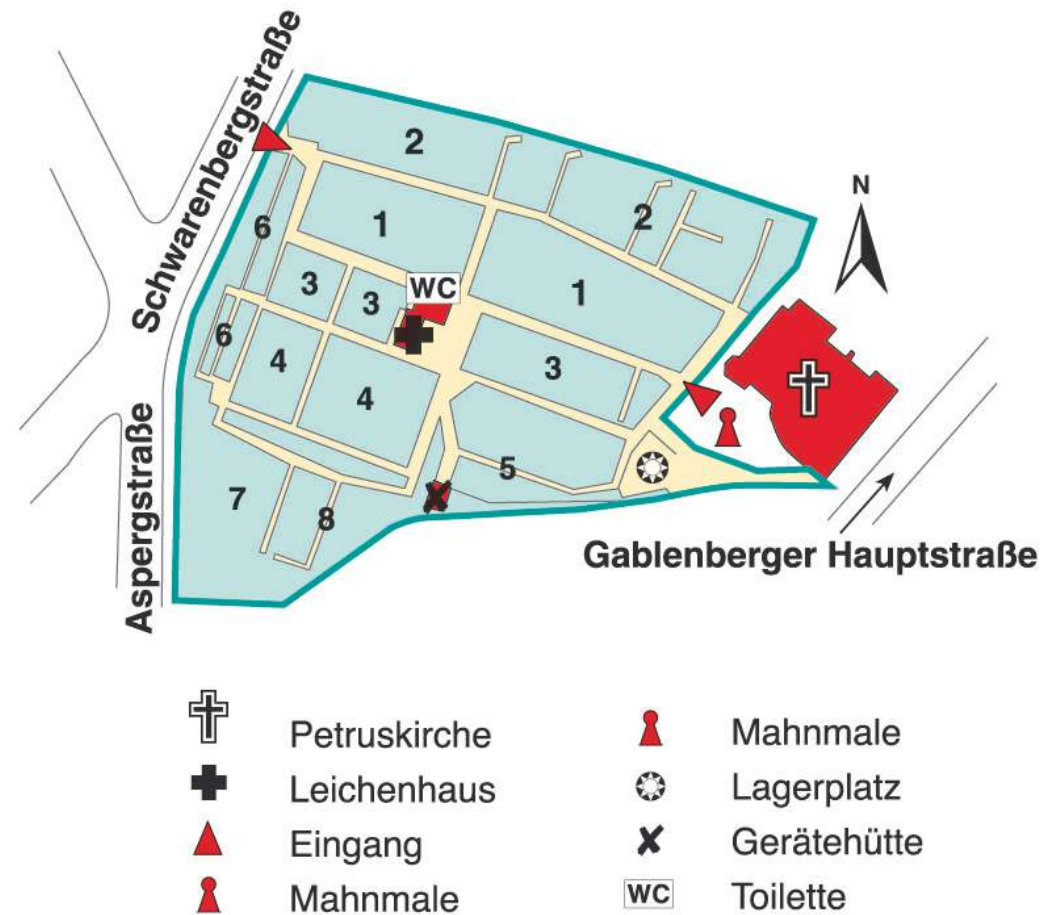 Schwarenbergstraße
2
N
6
1
2
3
3
WC
1
6
4
3
4
5
7
8
Aspergstraße
Gablenberger Hauptstraße
Petruskirche
Leichenhaus
Eingang
Mahnmale
Mahnmale
Lagerplatz
Gerätehütte
WC Toilette